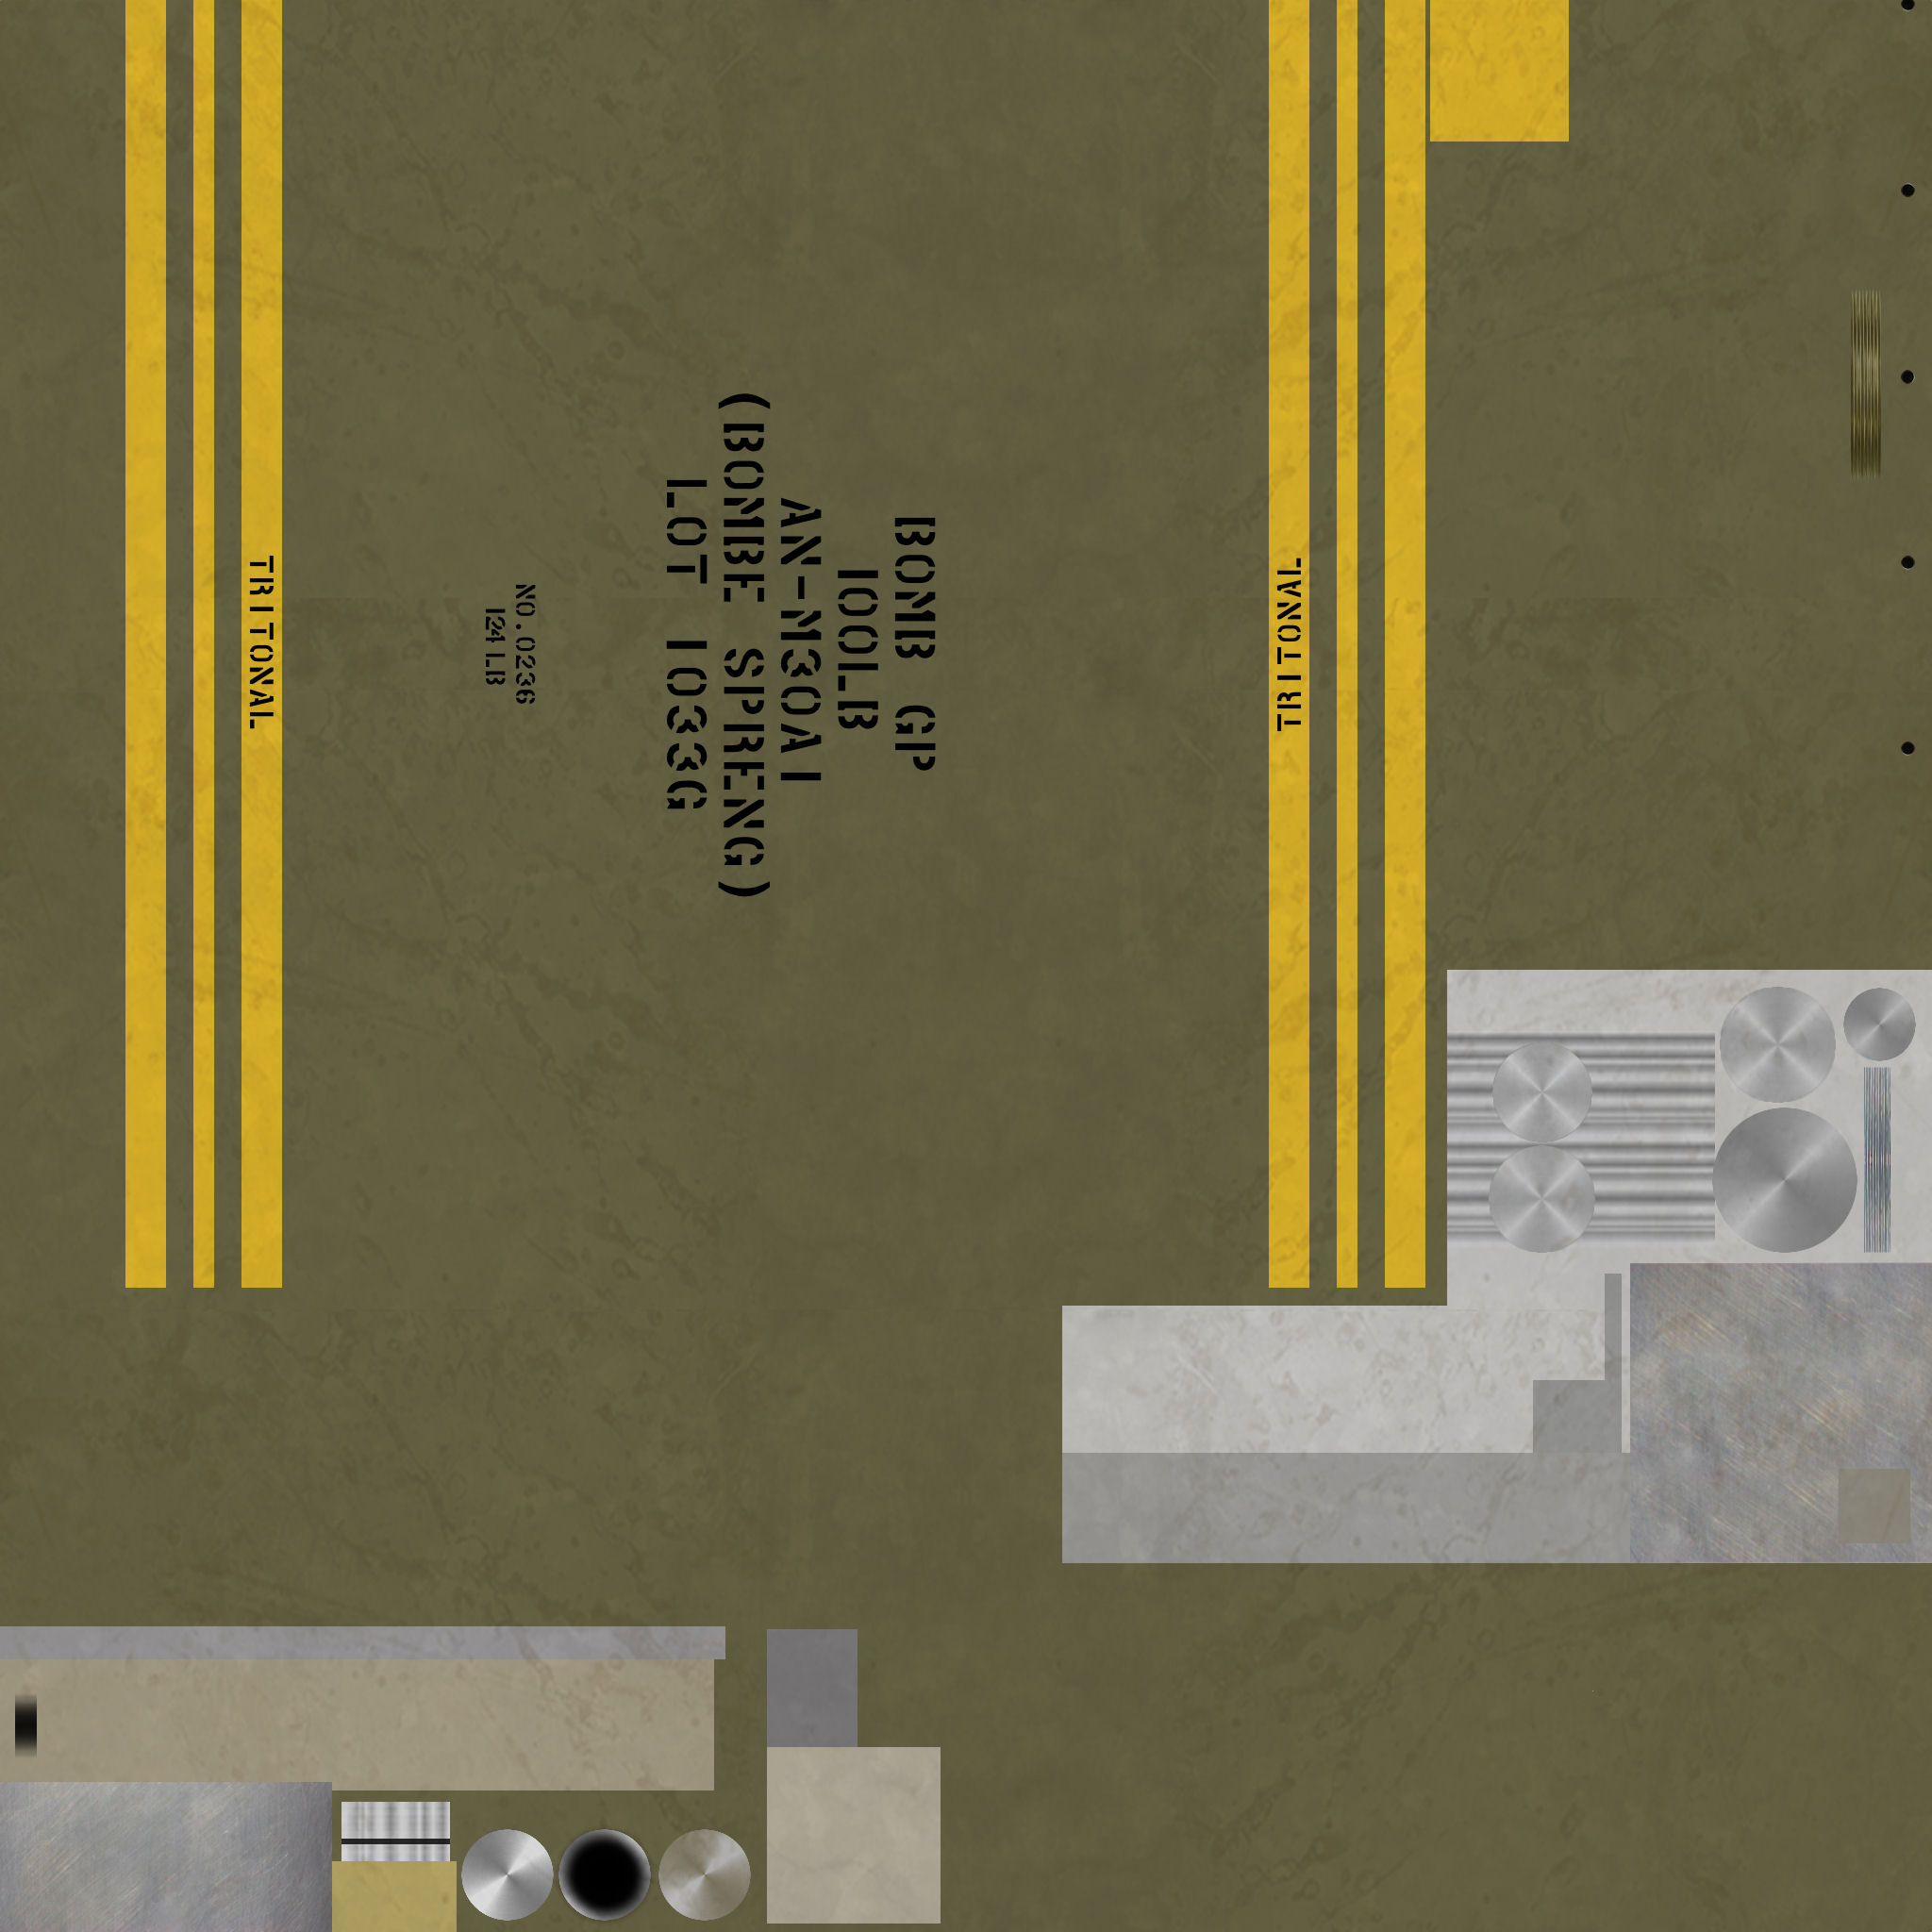 BOMB GP
100LB
AN-M30A1
(BOMBE SPRENG)
LOT 1033G
NO.0236
124 LB
TRITONAL
TRITONAL